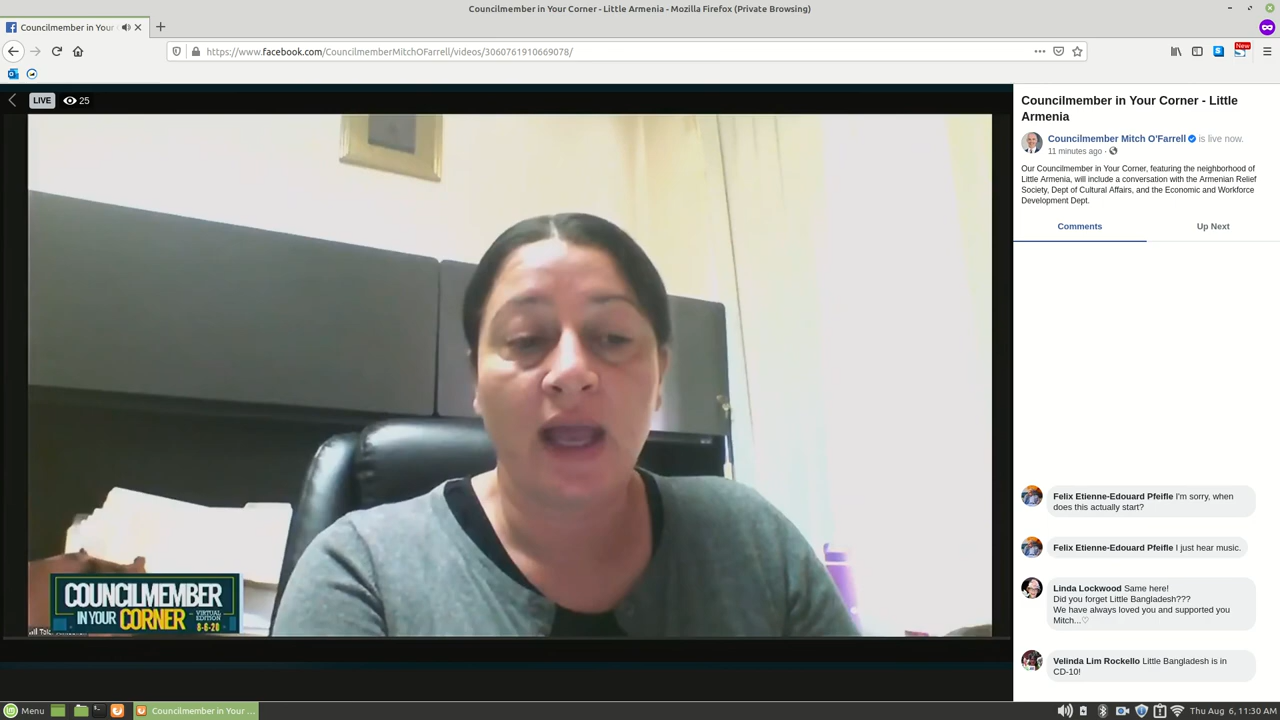 Councilmember in Your Corner - Little Armenia - Mozilla Firefox (Private Browsing)
Councilmember in Your
https://www.facebook.com/CouncilmemberMitchOFarrell/videos/3060761910669078/
New
LIVE 25
Councilmember in Your Corner - Little
Armenia
Councilmember Mitch O'Farrell is live now.
11 minutes ago ·
Our Councilmember in Your Corner, featuring the neighborhood of
Little Armenia, will include a conversation with the Armenian Relief
Society, Dept of Cultural Affairs, and the Economic and Workforce
Development Dept.
Comments Up Next
Felix Etienne-Edouard Pfeifle I'm sorry, when
does this actually start?
Felix Etienne-Edouard Pfeifle I just hear music.
Linda Lockwood Same here!
Did you forget Little Bangladesh???
We have always loved you and supported you
Mitch...♡
Velinda Lim Rockello Little Bangladesh is in
CD-10!
COUNCILMEMBER
IN YOUR CORNER
VIRTUAL
EDITION
8-6-20
Menu
Councilmember in Your ...
Thu Aug 6, 11:30 AM